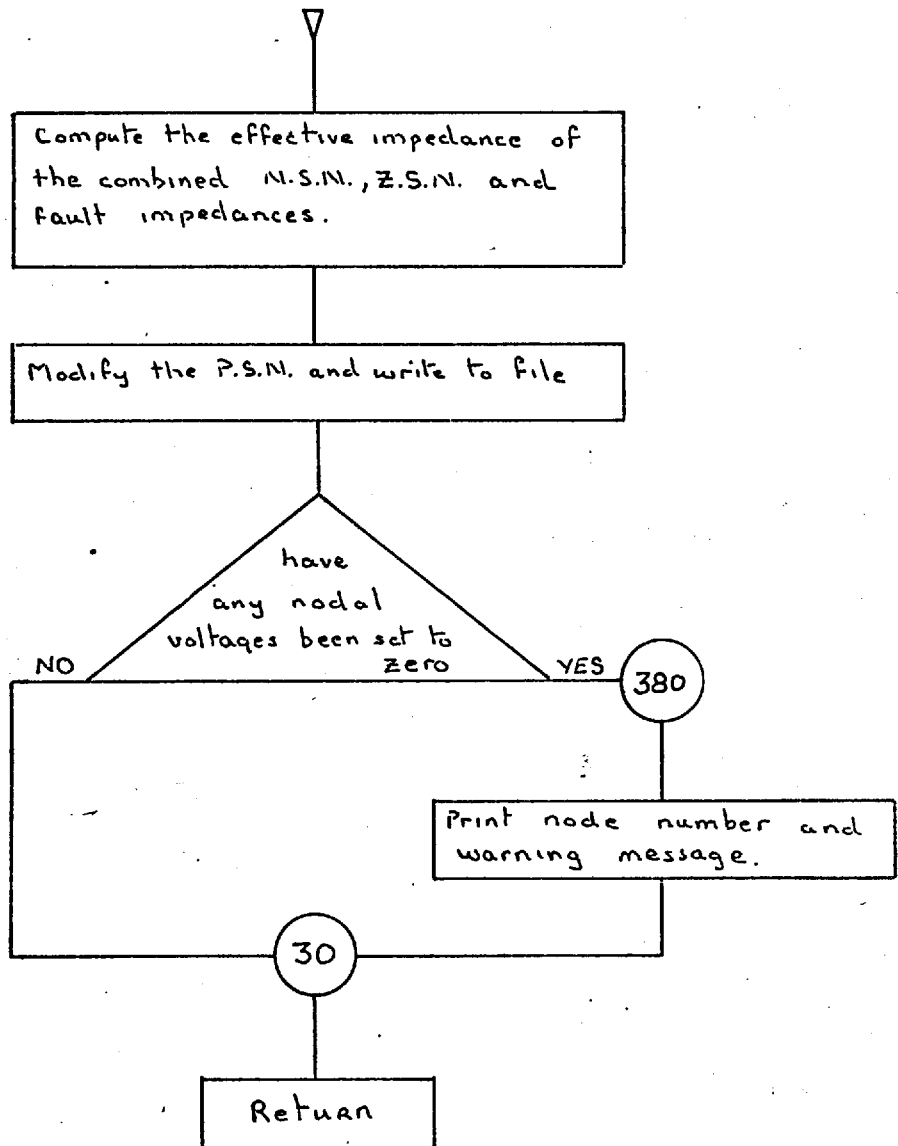 Compute the effective impedance of
the combined N.S.N., Z.S.N. and
fault impedances.
Modify the P.S.N. and write to file
have
any nodal
voltages been set to
zero
NO
YES
380
Print node number and
warning message.
30
Return